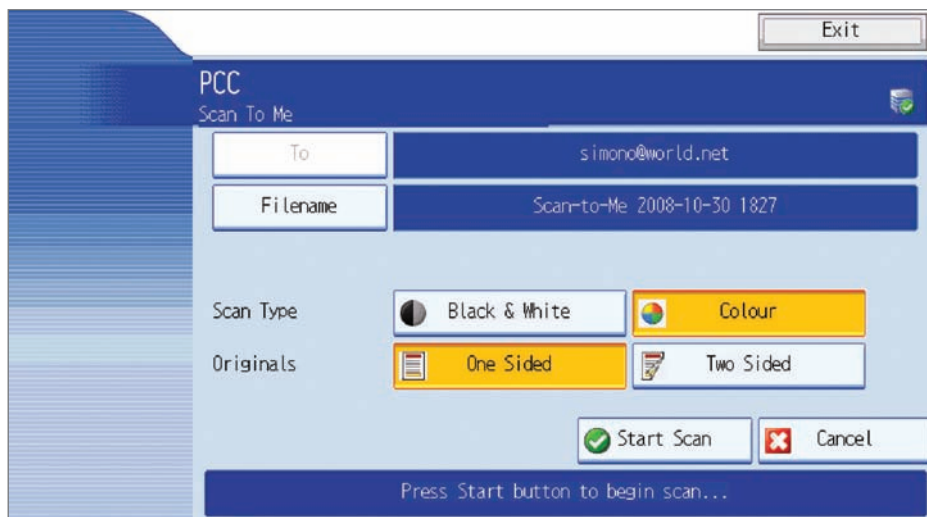 Exit
PCC
Scan To Me
To
simono@world.net
Filename
Scan-to-Me 2008-10-30 1827
Scan Type
Black & White
Colour
Originals
One Sided
Two Sided
Start Scan
Cancel
Press Start button to begin scan...